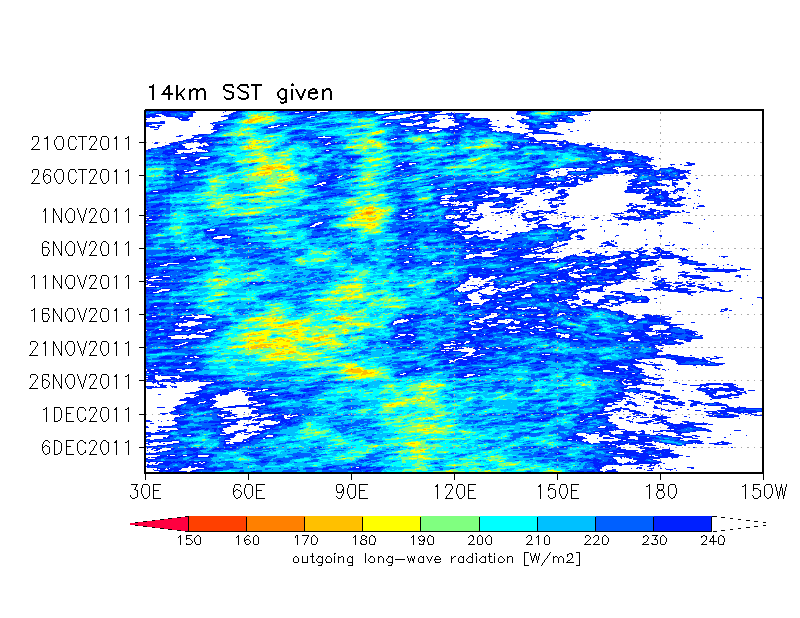 14km SST given
21OCT2011
26OCT2011
1NOV2011
6NOV2011
11NOV2011
16NOV2011
21NOV2011
26NOV2011
1DEC2011
6DEC2011
30E 60E 90E 120E 150E 180 150W
150 160 170 180 190 200 210 220 230 240
outgoing long-wave radiation [W/m2]